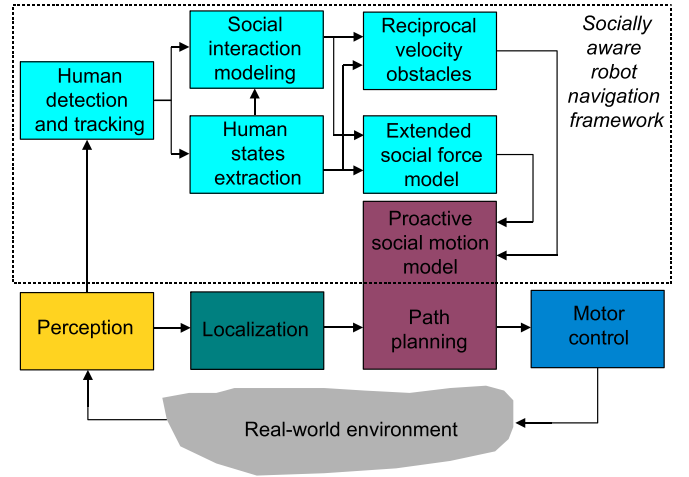 Socially
aware
robot
navigation
framework
Social
interaction
modeling
Reciprocal
velocity
obstacles
Human
detection
and tracking
Human
states
extraction
Extended
social force
model
Proactive
social motion
model
Perception
Localization
Path
planning
Motor
control
Real-world environment